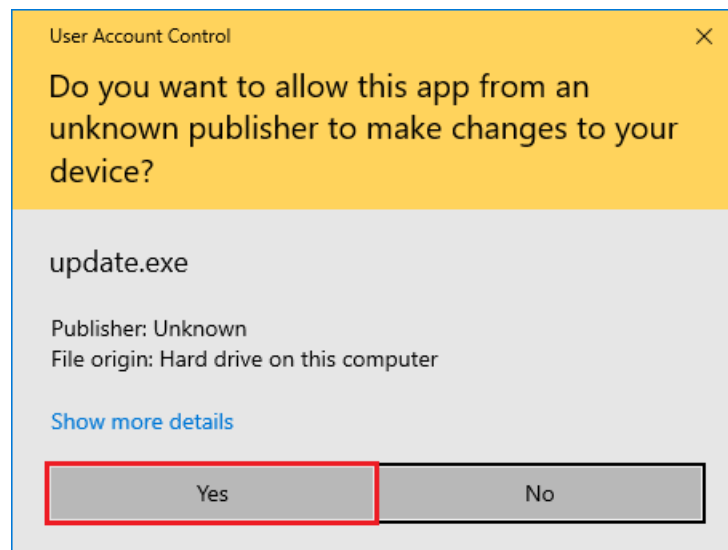 User Account Control
Do you want to allow this app from an
unknown publisher to make changes to your
device?
update.exe
Publisher: Unknown
File origin: Hard drive on this computer
Show more details
Yes
No